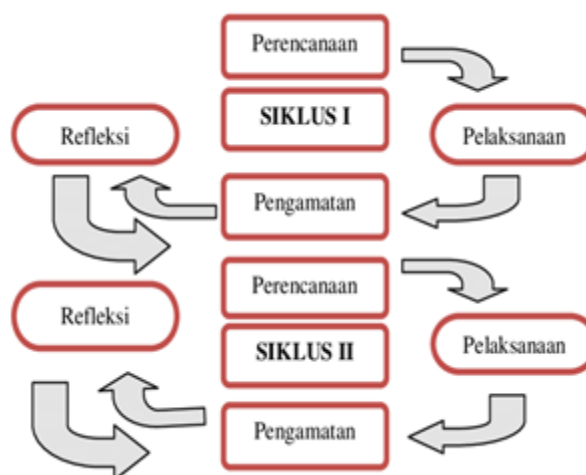 Perencanaan
SIKLUS I
Refleksi
Pelaksanaan
Pengamatan
Perencanaan
Refleksi
SIKLUS II
Pelaksanaan
Pengamatan